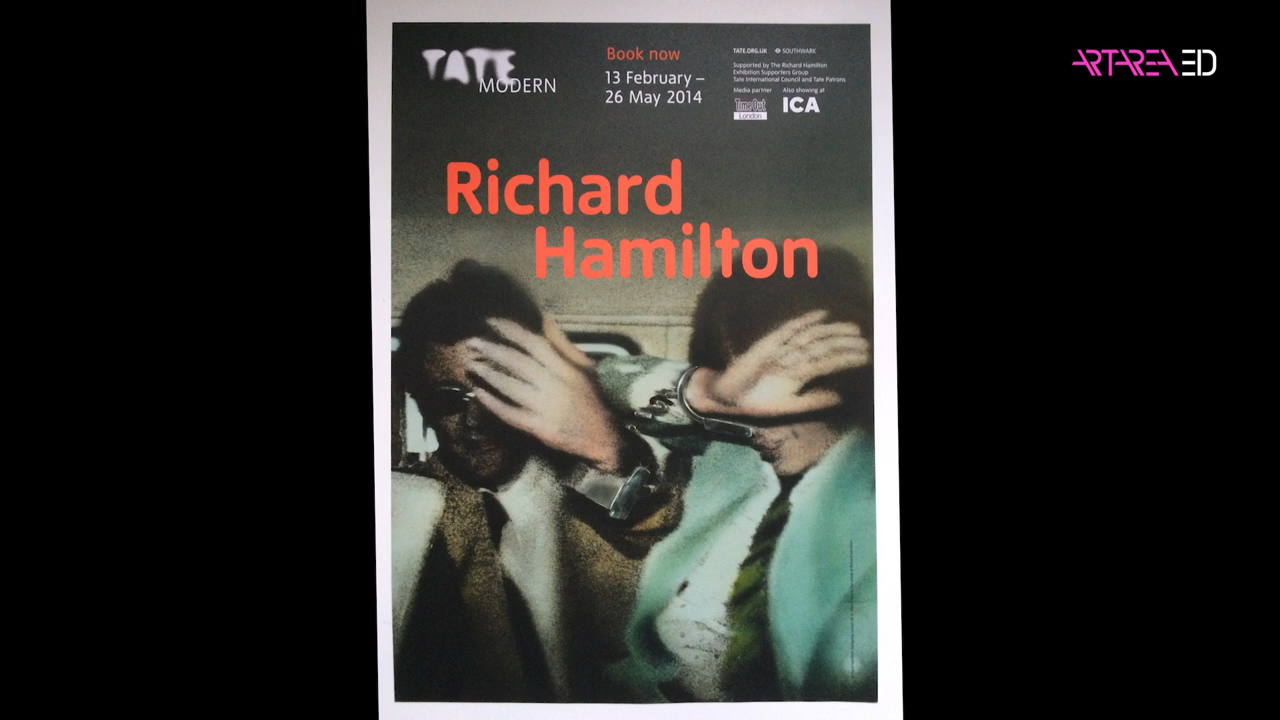 TATE
MODERN
Book now
13 February –
26 May 2014
TATE.ORG.UK SOUTHWARK
Supported by The Richard Hamilton
Exhibition Supporters Group
Tate International Council and Tate Patrons
Media partner
Also showing at
TimeOut
London
ICA
ARTAREA ED
Richard
Hamilton